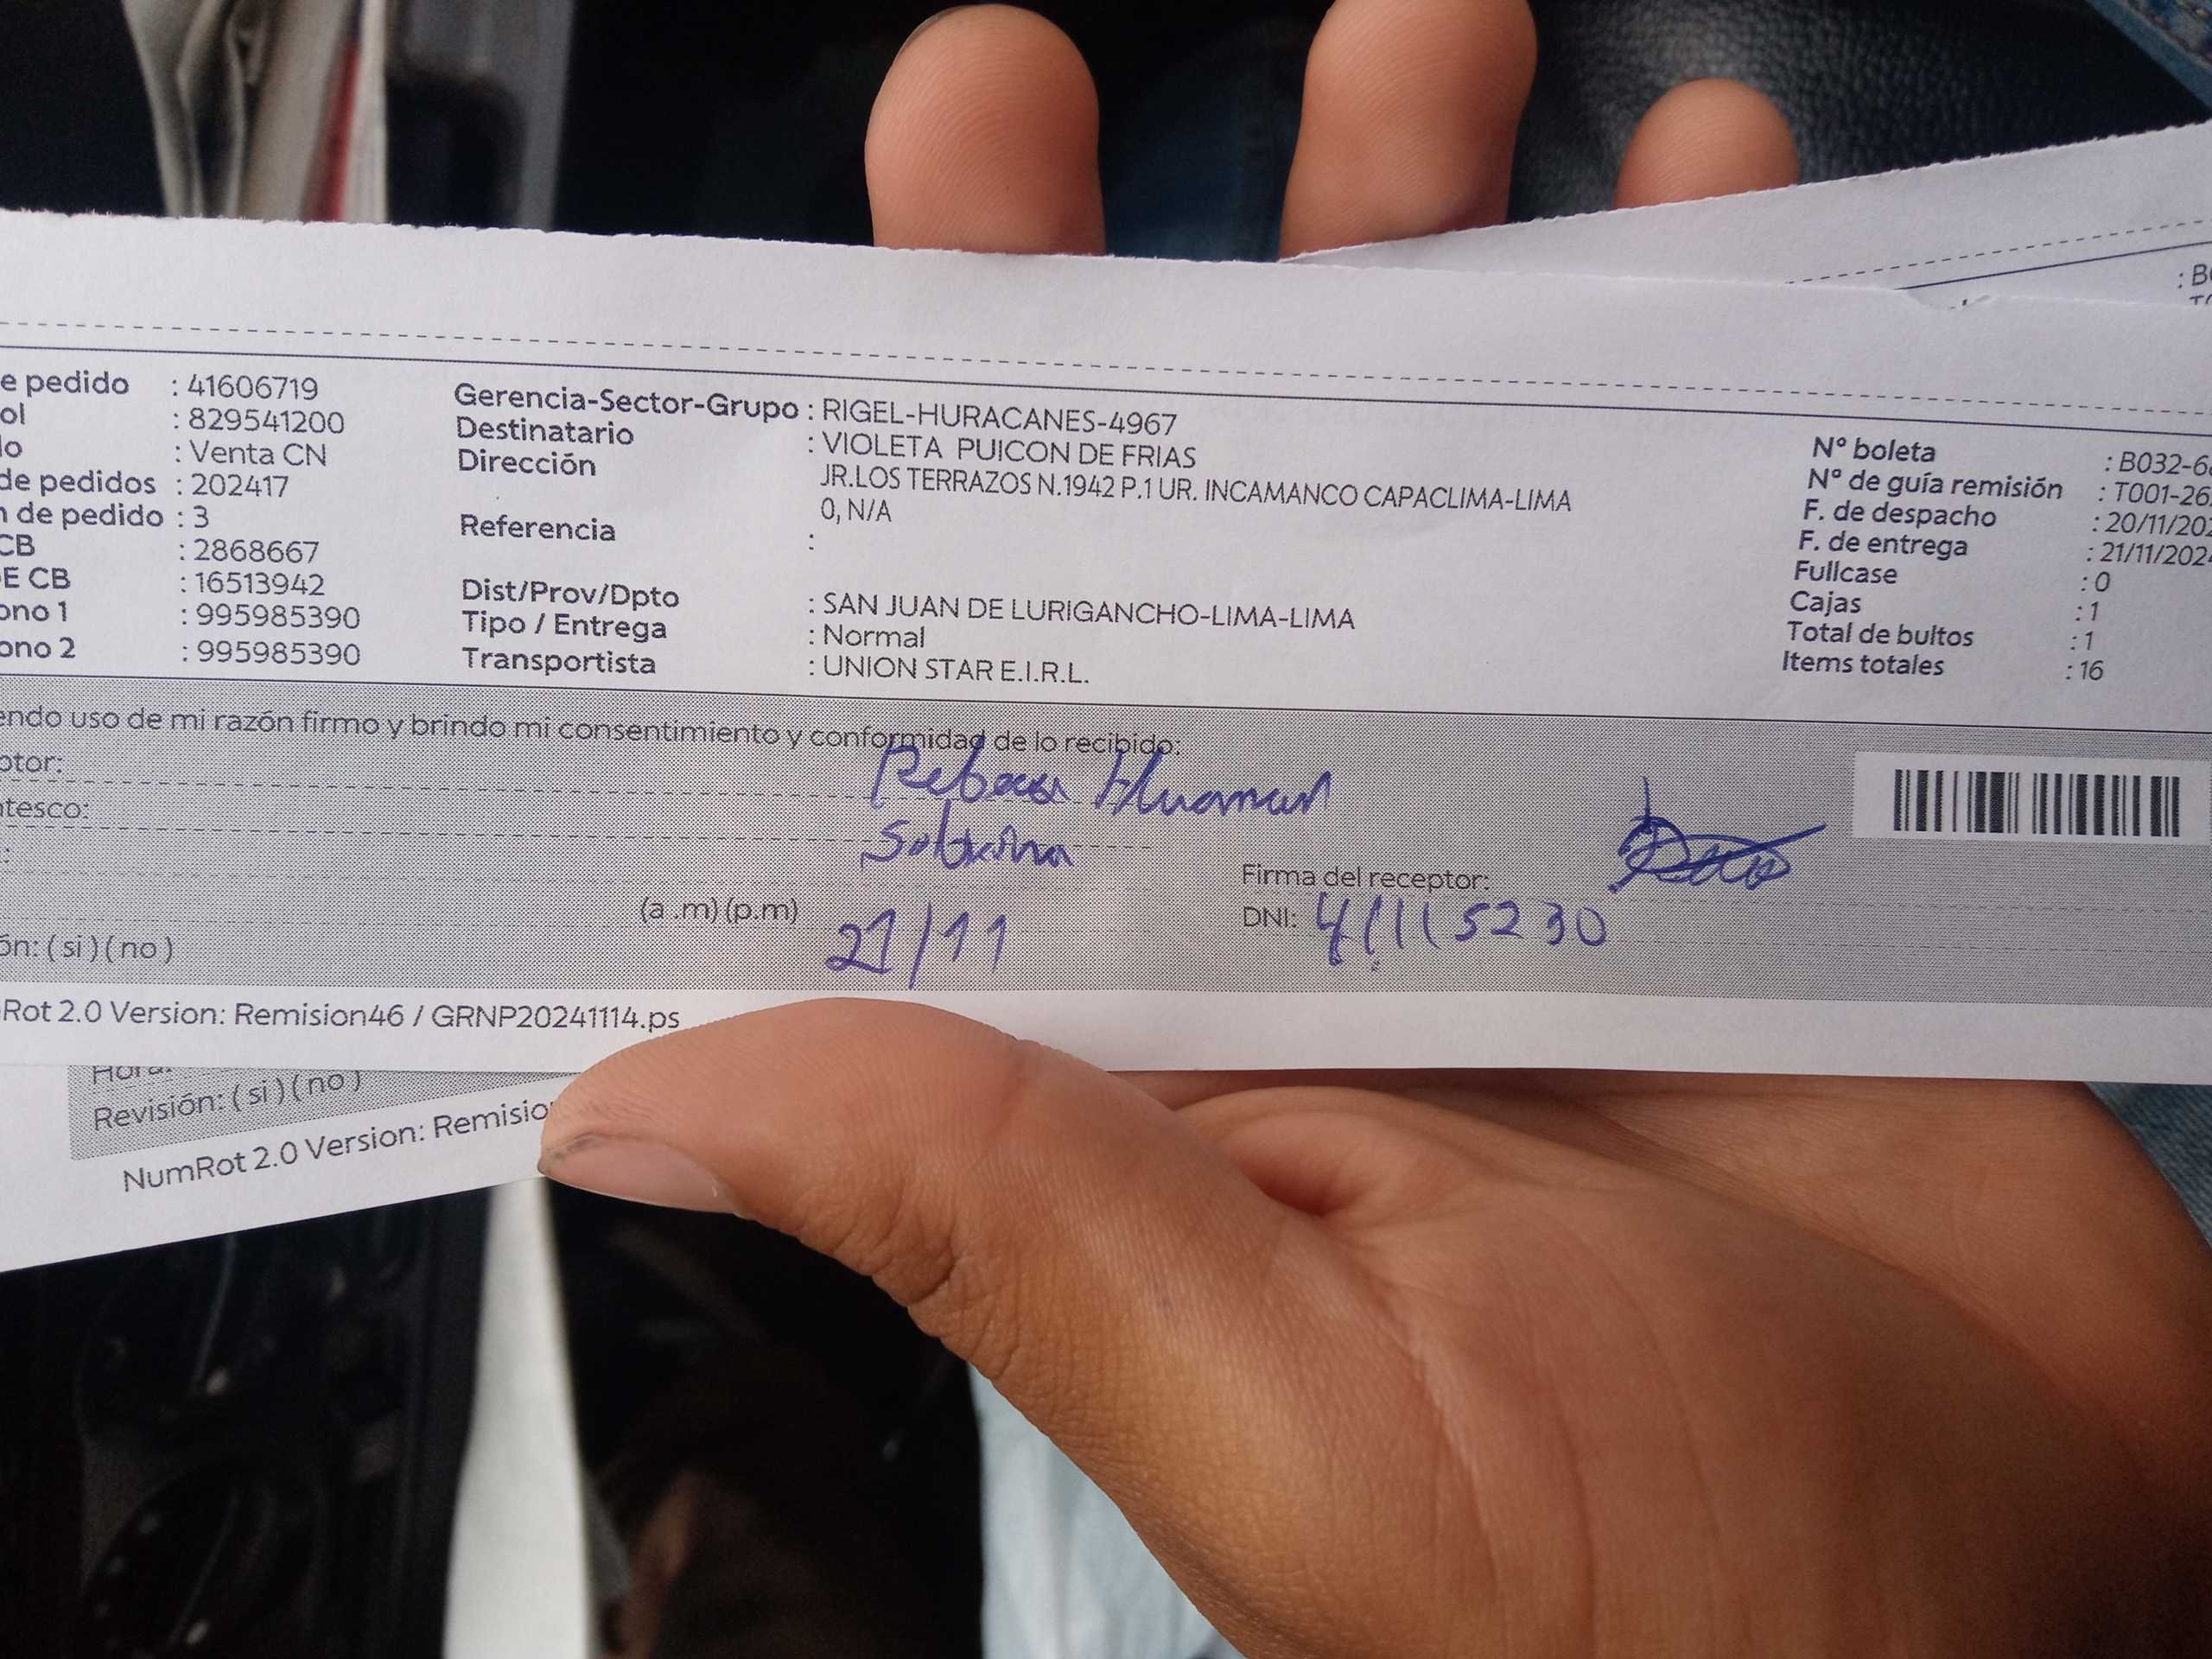 e pedido : 41606719
ol : 829541200
lo : Venta CN
de pedidos : 202417
n de pedido : 3
CB : 2868667
E CB : 16513942
ono 1 : 995985390
ono 2 : 995985390
Gerencia-Sector-Grupo : RIGEL-HURACANES-4967
Destinatario : VIOLETA PUICON DE FRIAS
Dirección JR.LOS TERRAZOS N.1942 P.1 UR. INCAMANCO CAPACLIMA-LIMA
0, N/A
Referencia :
Dist/Prov/Dpto : SAN JUAN DE LURIGANCHO-LIMA-LIMA
Tipo / Entrega : Normal
Transportista : UNION STAR E.I.R.L.
N° boleta : B032-6
N° de guía remisión : T001-26
F. de despacho : 20/11/202
F. de entrega : 21/11/202
Fullcase : 0
Cajas : 1
Total de bultos : 1
Items totales : 16
endo uso de mi razón firmo y brindo mi consentimiento y conformidad de lo recibido:
ptor: Rebeca Huaman
ntesco: Sobrina
:
Firma del receptor:
(a .m) (p.m) 21/11
DNI: 41115230
ón: ( si ) ( no )
Rot 2.0 Version: Remision46 / GRNP20241114.ps
Hora:
Revisión: ( si ) ( no )
NumRot 2.0 Version: Remisio
: B